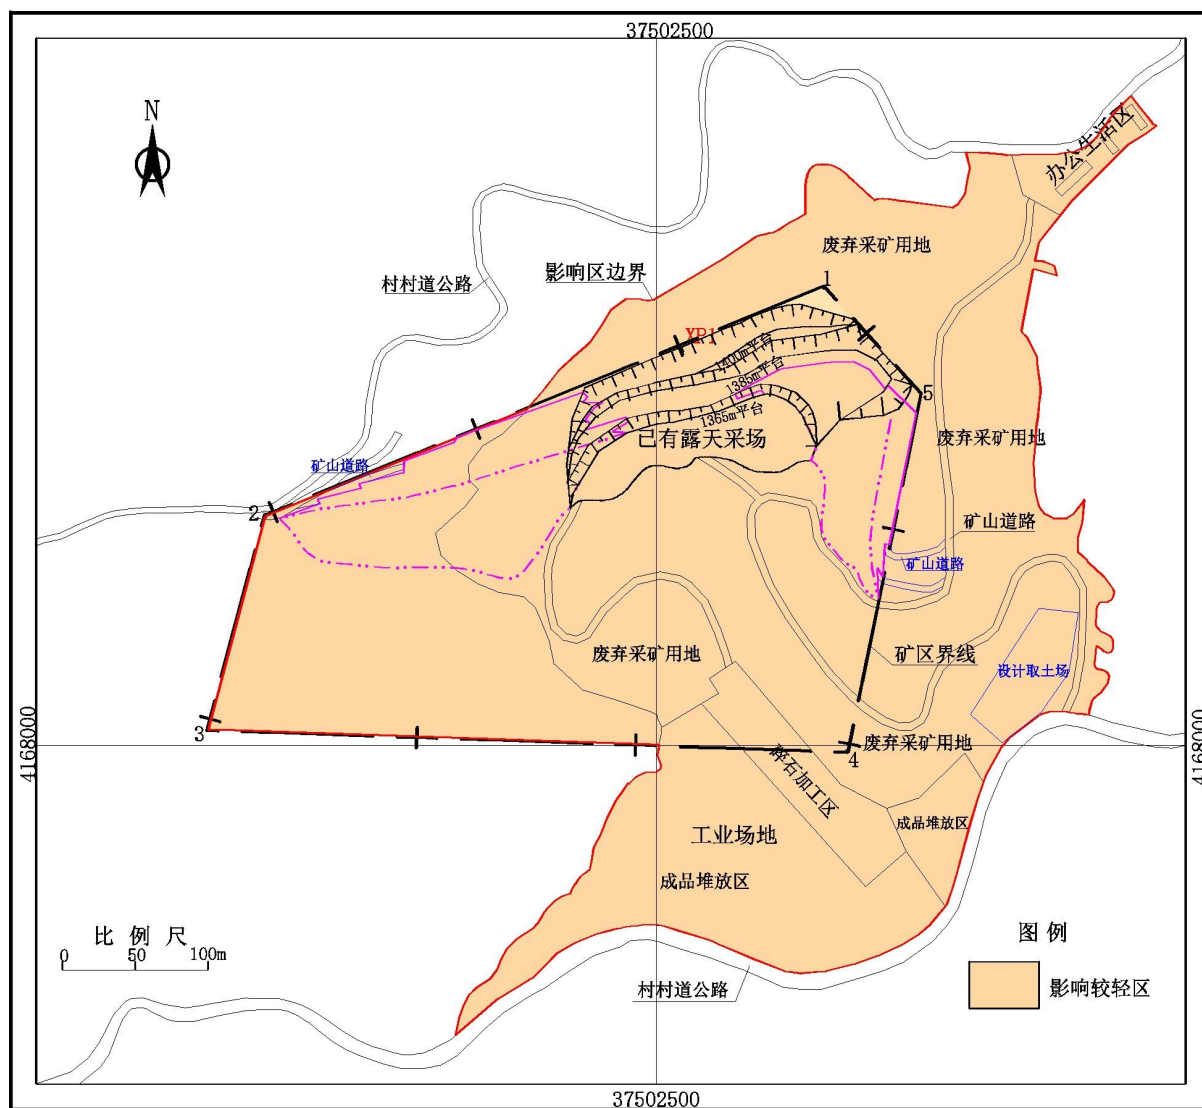 37502500
N
办公生活区
废弃采矿用地
影响区边界
村村道公路
1
XP1
1400m平台
1385m平台
5
1365m平台
已有露天采场
废弃采矿用地
矿山道路
2
矿山道路
矿山道路
废弃采矿用地
矿区界线
设计取土场
3
4168000
4168000
废弃采矿用地
4
碎石加工区
工业场地
成品堆放区
成品堆放区
比例尺
0 50 100m
图例
影响较轻区
村村道公路
37502500